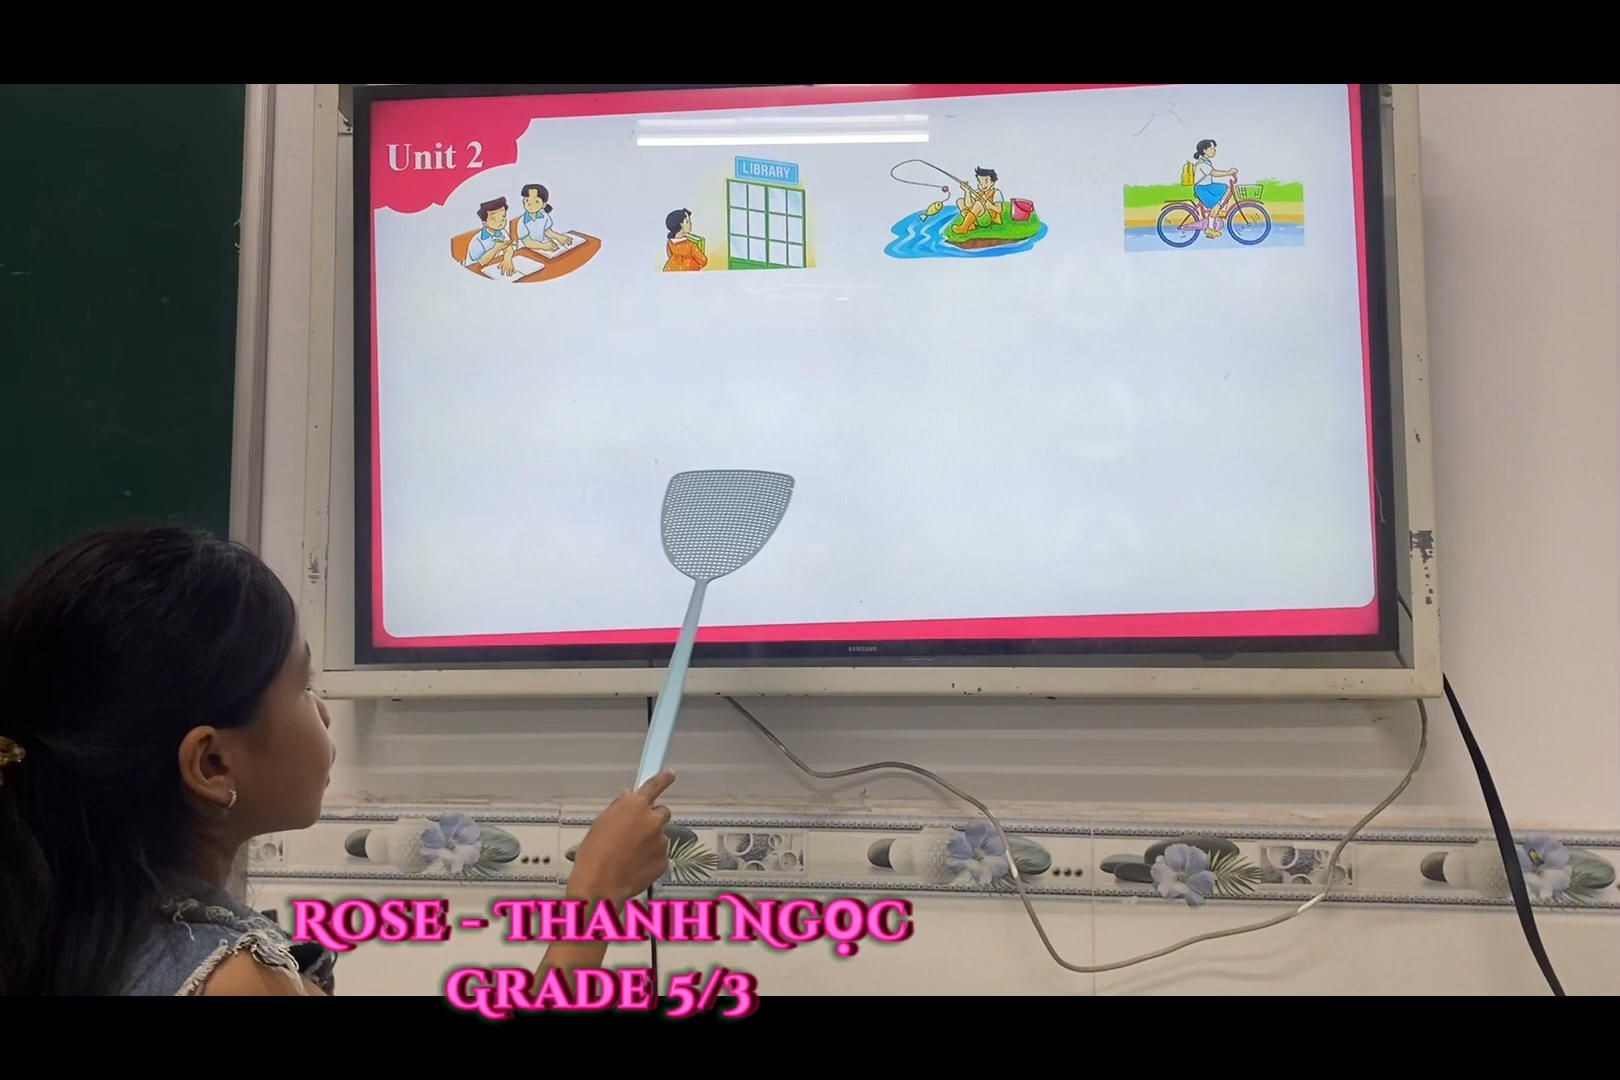 Unit 2
LIBRARY
SAMSUNG
ROSE - THANH NGỌC
GRADE 5/3